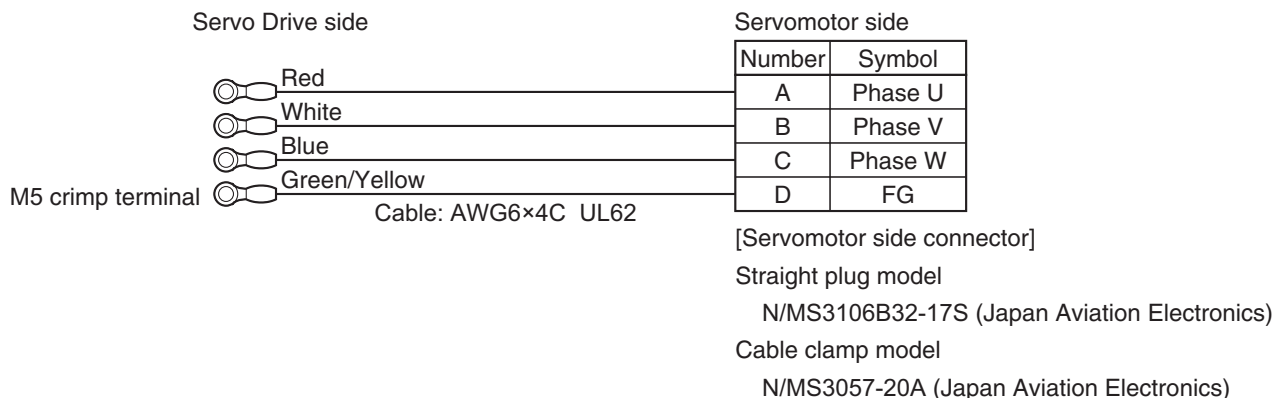 Servo Drive side
Servomotor side
Number Symbol
Red
A Phase U
White
B Phase V
Blue
C Phase W
M5 crimp terminal
Green/Yellow
D FG
Cable: AWG6×4C UL62
[Servomotor side connector]
Straight plug model
N/MS3106B32-17S (Japan Aviation Electronics)
Cable clamp model
N/MS3057-20A (Japan Aviation Electronics)